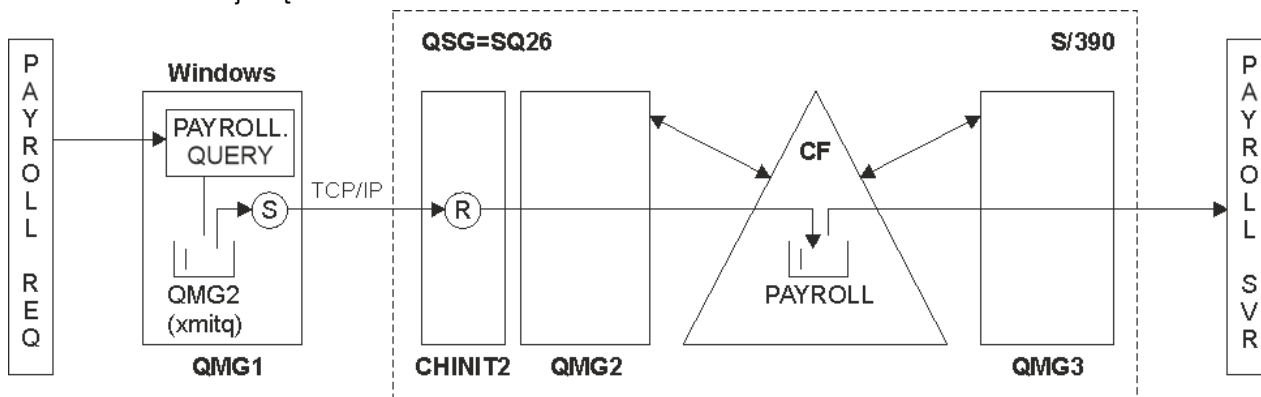 QSG=SQ26
S/390
PAYROLL REQ
Windows
PAYROLL.
QUERY
TCP/IP
S
R
CF
QMG2
(xmitq)
PAYROLL
QMG1
CHINIT2
QMG2
QMG3
PAYROLL SVR